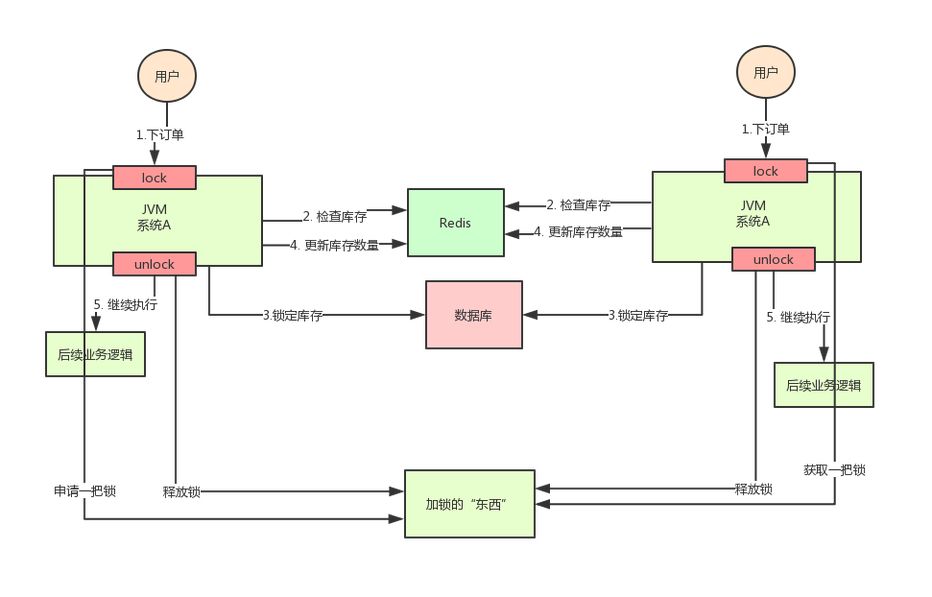 用户
用户
1.下订单
1.下订单
lock
lock
JVM
系统A
JVM
系统A
2. 检查库存
Redis
2. 检查库存
4. 更新库存数量
4. 更新库存数量
unlock
unlock
5. 继续执行
3.锁定库存
数据库
3.锁定库存
5. 继续执行
后续业务逻辑
后续业务逻辑
申请一把锁
释放锁
加锁的“东西”
释放锁
获取一把锁